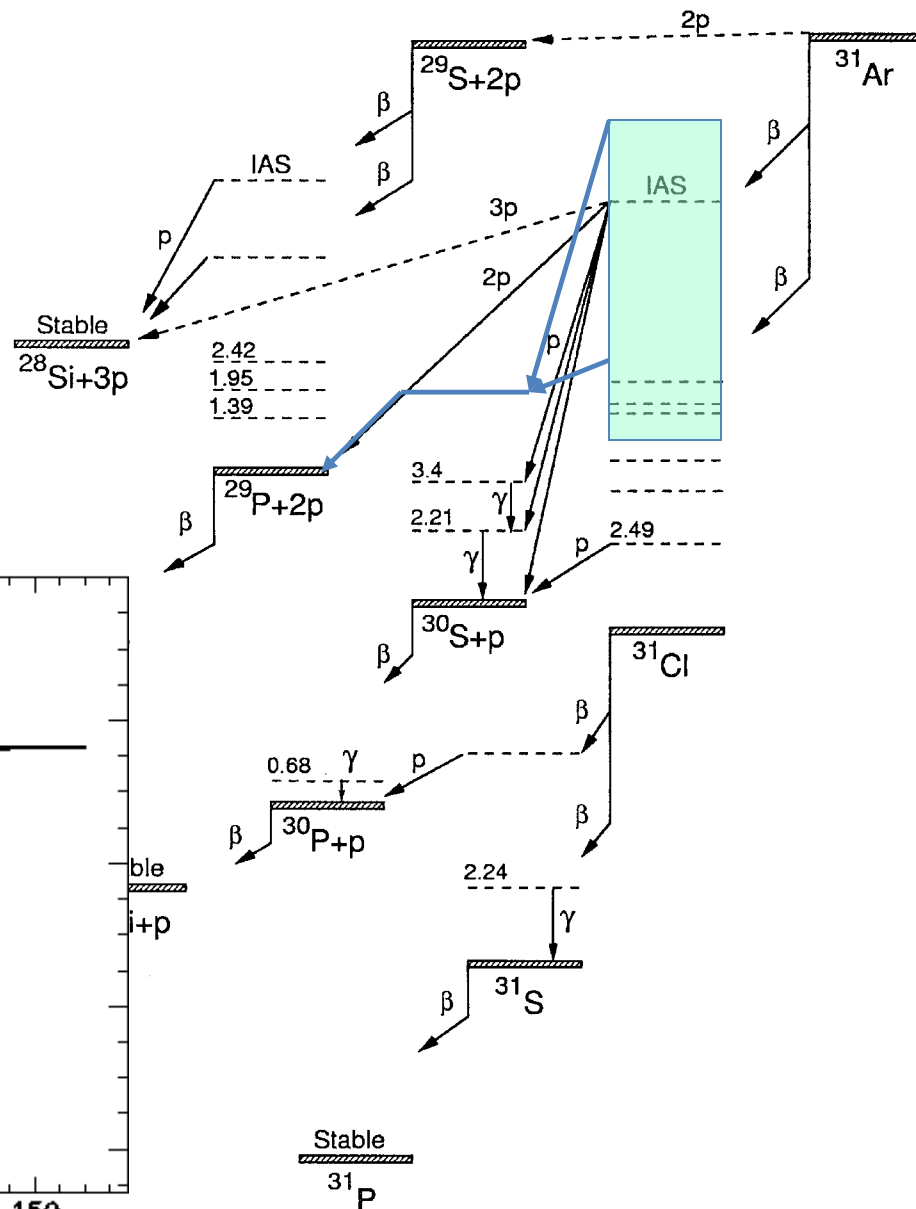 2p
29S+2p
31Ar
β
β
IAS
β
IAS
3p
p
2p
β
Stable
28Si+3p
p
2.42
1.95
1.39
3.4
29P+2p
γ
2.21
β
2.49
p
γ
30S+p
31Cl
β
β
p
0.68
γ
30P+p
β
β
ble
2.24
i+p
γ
31S
β
Stable
31P
150